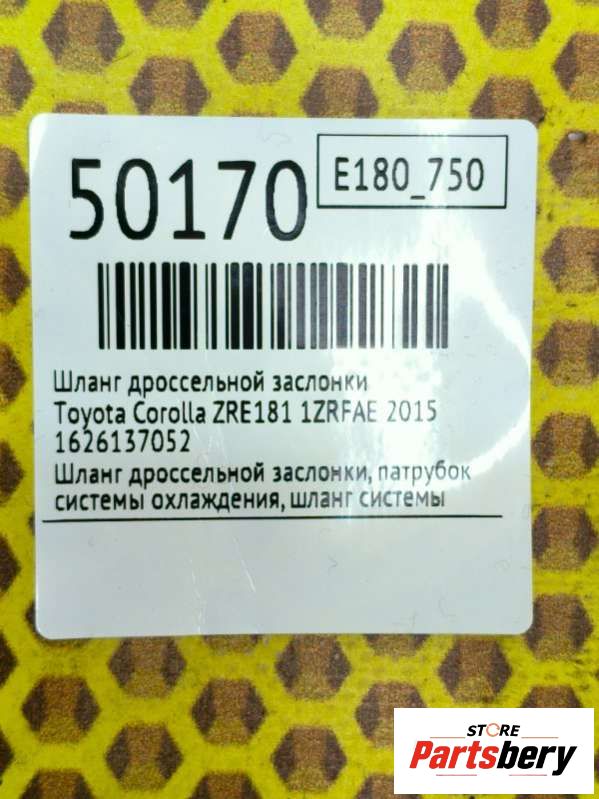 50170
E180_750
Шланг дроссельной заслонки
Toyota Corolla ZRE181 1ZRFAE 2015
1626137052
Шланг дроссельной заслонки, патрубок
системы охлаждения, шланг системы
STORE
Partsbery